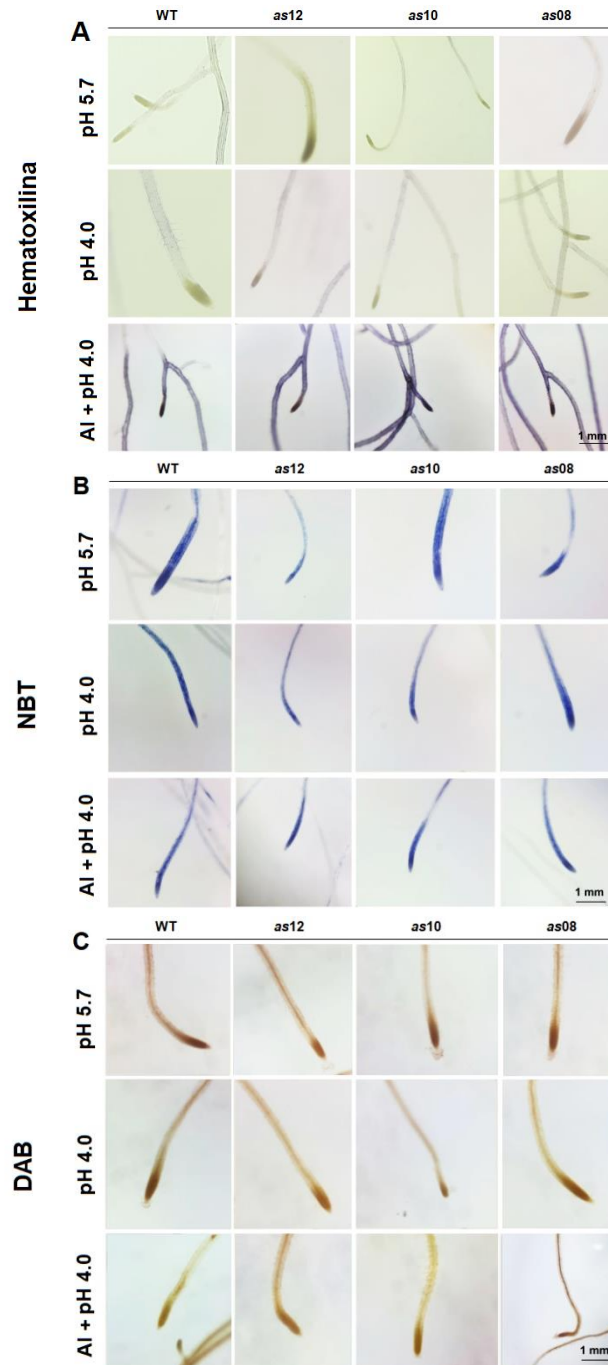 A
WT as12 as10 as08
Hematoxilina
pH 5.7
pH 4.0
Al + pH 4.0
1 mm
B
WT as12 as10 as08
NBT
pH 5.7
pH 4.0
Al + pH 4.0
1 mm
C
WT as12 as10 as08
DAB
pH 5.7
pH 4.0
Al + pH 4.0
1 mm